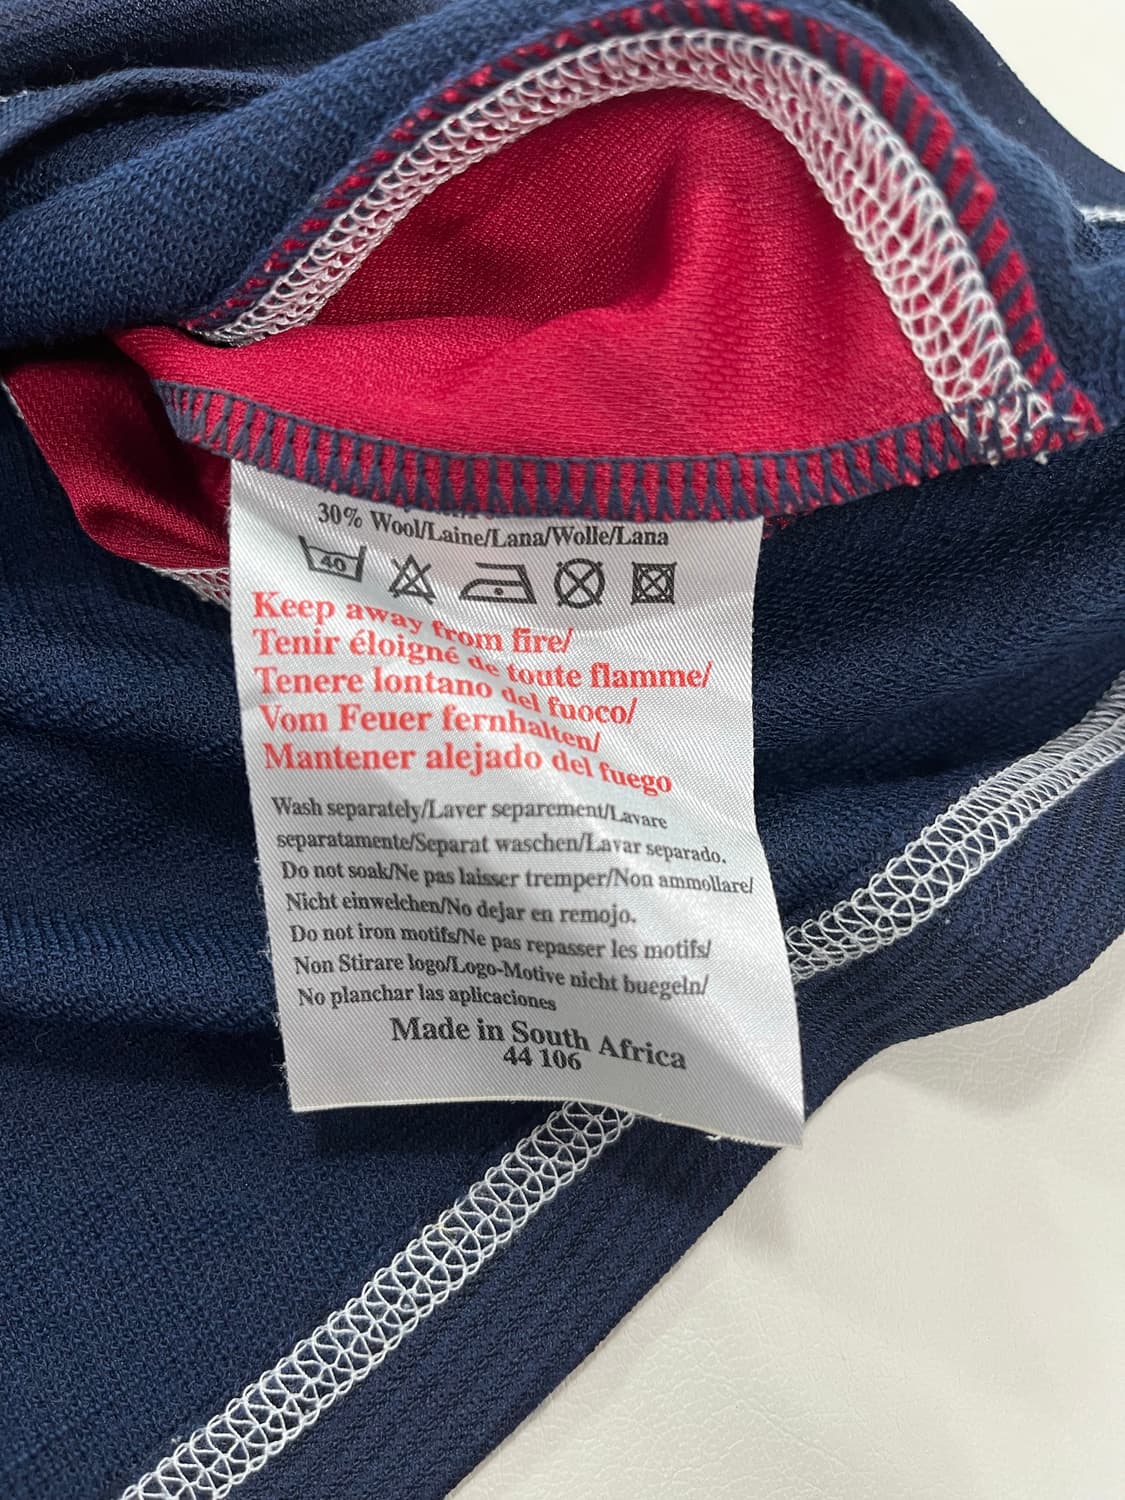 30% Wool/Laine/Lana/Wolle/Lana
40
Keep away from fire/
Tenir éloigné de toute flamme/
Tenere lontano del fuoco/
Vom Feuer fernhalten/
Mantener alejado del fuego
Wash separately/Laver separement/Lavare
separatamente/Separat waschen/Lavar separado.
Do not soak/Ne pas laisser tremper/Non ammollare/
Nicht einwelchen/No dejar en remojo.
Do not iron motifs/Ne pas repasser les motifs/
Non Stirare logo/Logo-Motive nicht buegeln/
No planchar las aplicaciones
Made in South Africa
44 106